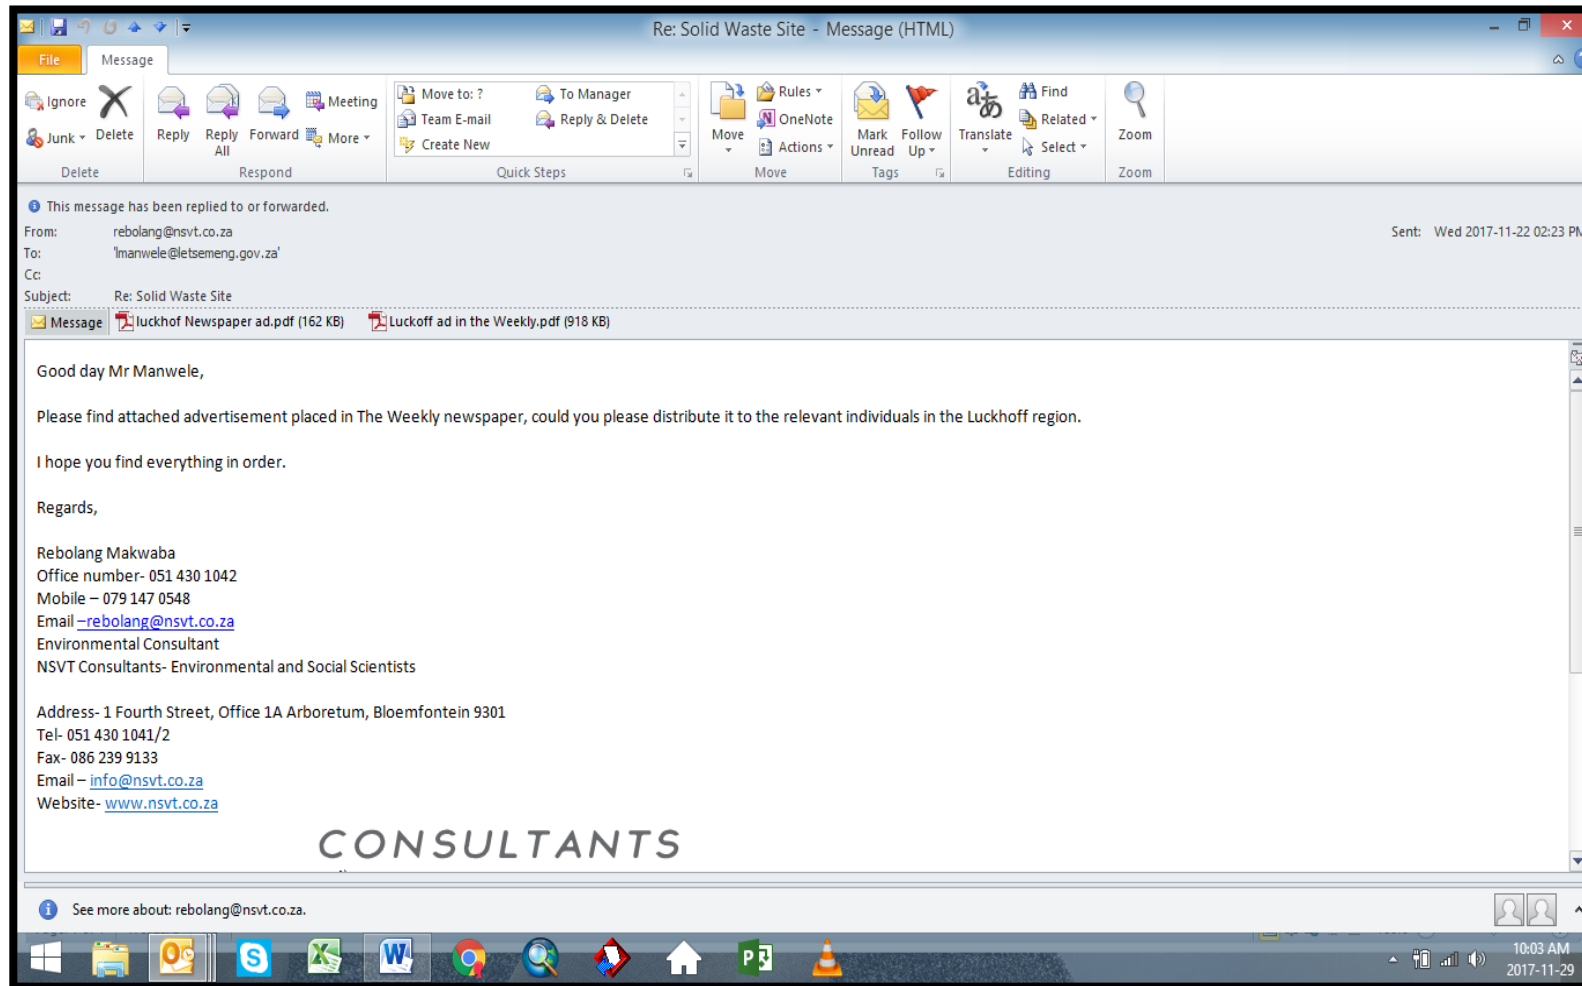 Re: Solid Waste Site - Message (HTML)
File Message
Ignore
Junk
Delete
Reply
Reply All
Forward
Meeting
More
Move to: ?
To Manager
Team E-mail
Reply & Delete
Create New
Move
Rules
OneNote
Actions
Mark Unread
Follow Up
Translate
Find
Related
Select
Zoom
Delete Respond Quick Steps Move Tags Editing Zoom
This message has been replied to or forwarded.
From: rebolang@nsvt.co.za Sent: Wed 2017-11-22 02:23 PM
To: 'lmanwele@letsemeng.gov.za'
Cc:
Subject: Re: Solid Waste Site
Message luckhof Newspaper ad.pdf (162 KB) Luckoff ad in the Weekly.pdf (918 KB)
Good day Mr Manwele,
Please find attached advertisement placed in The Weekly newspaper, could you please distribute it to the relevant individuals in the Luckhoff region.
I hope you find everything in order.
Regards,
Rebolang Makwaba
Office number- 051 430 1042
Mobile – 079 147 0548
Email –rebolang@nsvt.co.za
Environmental Consultant
NSVT Consultants- Environmental and Social Scientists
Address- 1 Fourth Street, Office 1A Arboretum, Bloemfontein 9301
Tel- 051 430 1041/2
Fax- 086 239 9133
Email – info@nsvt.co.za
Website- www.nsvt.co.za
CONSULTANTS
See more about: rebolang@nsvt.co.za.
10:03 AM
2017-11-29